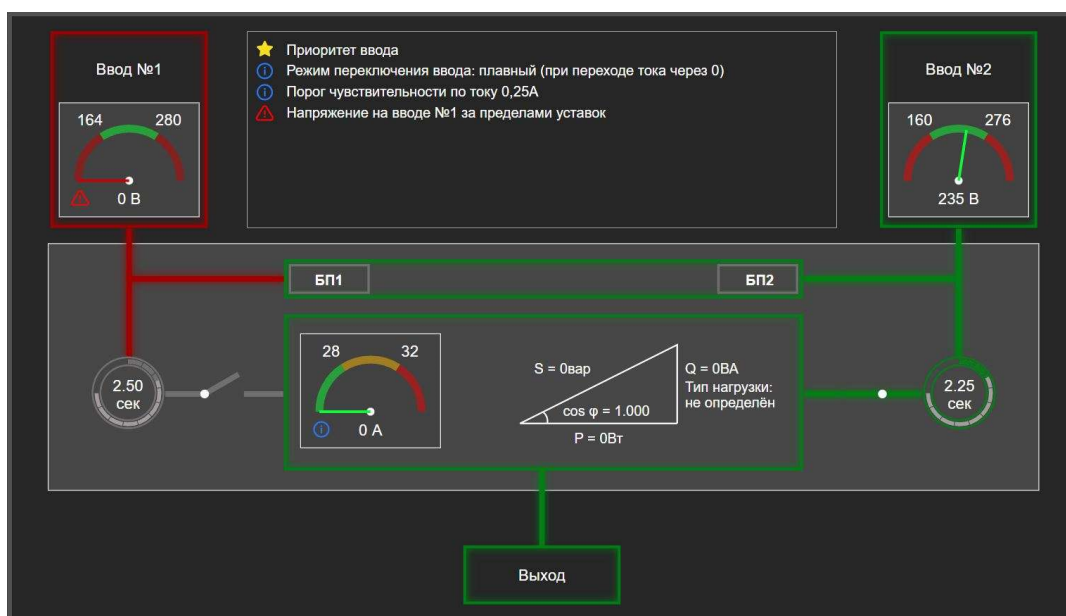 Ввод №1
164 280
0 В
Приоритет ввода
Режим переключения ввода: плавный (при переходе тока через 0)
Порог чувствительности по току 0,25А
Напряжение на вводе №1 за пределами уставок
Ввод №2
160 276
235 В
БП1
БП2
2.50
сек
28 32
0 А
S = 0вар
cos φ = 1.000
P = 0Вт
Q = 0ВА
Тип нагрузки:
не определён
2.25
сек
Выход